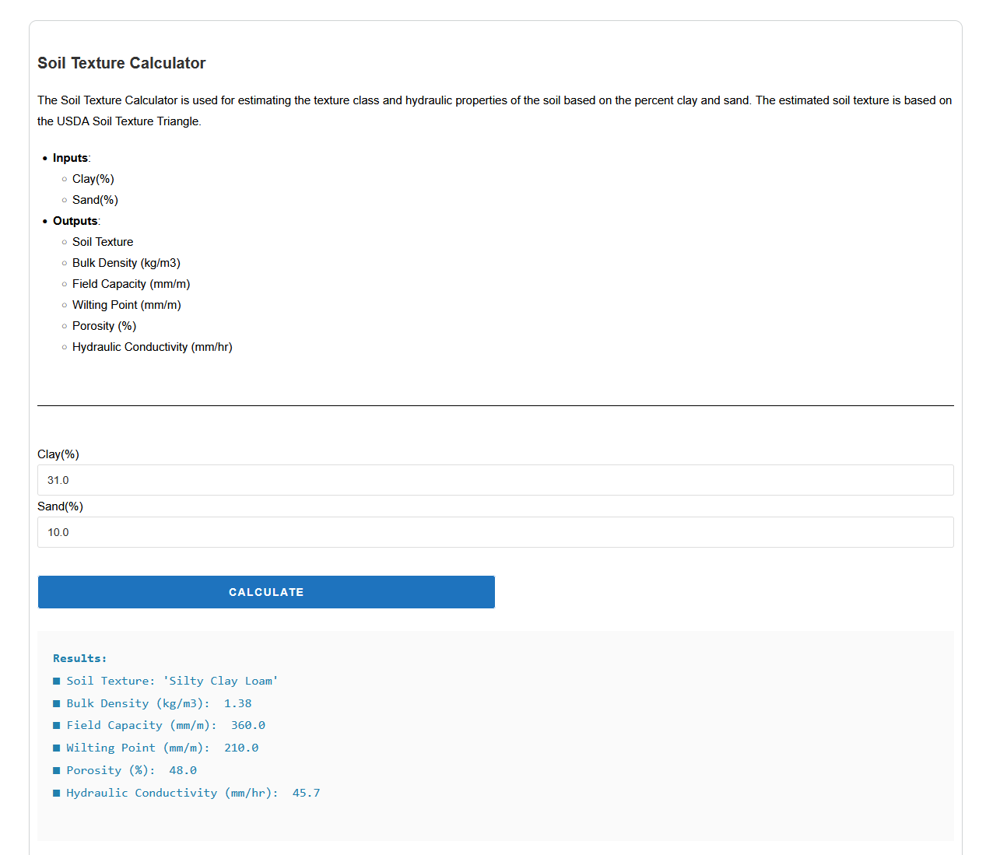 Soil Texture Calculator
The Soil Texture Calculator is used for estimating the texture class and hydraulic properties of the soil based on the percent clay and sand. The estimated soil texture is based on
the USDA Soil Texture Triangle.
• Inputs:
○ Clay(%)
○ Sand(%)
• Outputs:
○ Soil Texture
○ Bulk Density (kg/m3)
○ Field Capacity (mm/m)
○ Wilting Point (mm/m)
○ Porosity (%)
○ Hydraulic Conductivity (mm/hr)
Clay(%)
31.0
Sand(%)
10.0
CALCULATE
Results:
■ Soil Texture: 'Silty Clay Loam'
■ Bulk Density (kg/m3): 1.38
■ Field Capacity (mm/m): 360.0
■ Wilting Point (mm/m): 210.0
■ Porosity (%): 48.0
■ Hydraulic Conductivity (mm/hr): 45.7